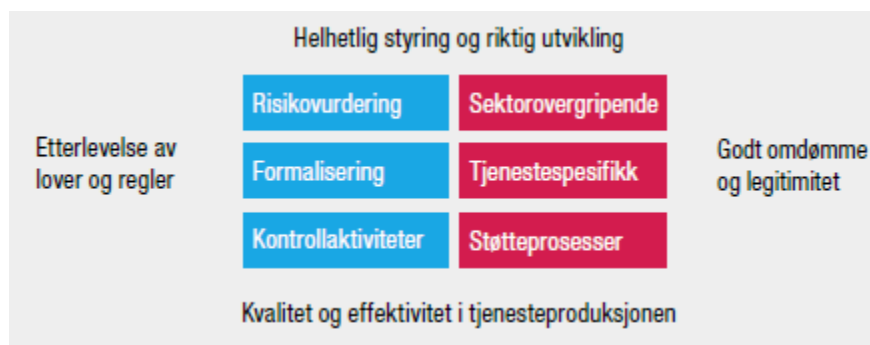 Helhetlig styring og riktig utvikling
Risikovurdering
Sektorovergripende
Etterlevelse av
lover og regler
Formalisering
Tjenestespesifikk
Godt omdømme
og legitimitet
Kontrollaktiviteter
Støtteprosesser
Kvalitet og effektivitet i tjenesteproduksjonen